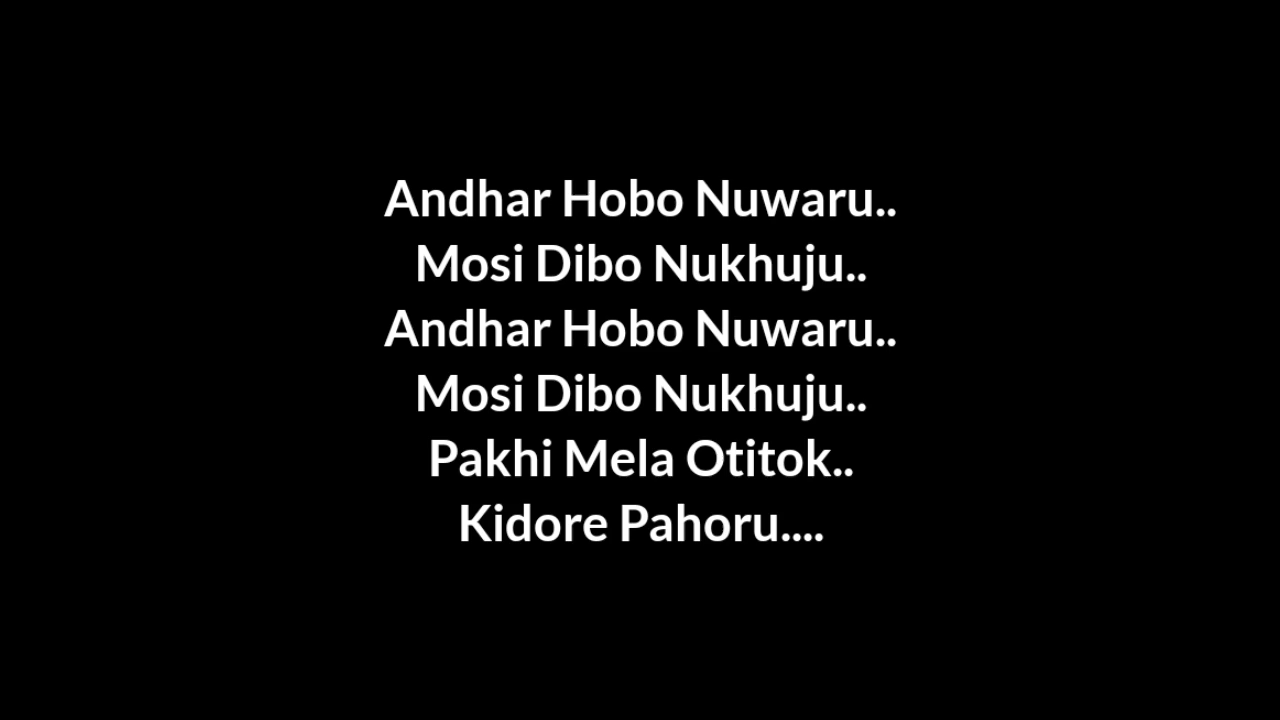 Andhar Hobo Nuwaru..
Mosi Dibo Nukhuju..
Andhar Hobo Nuwaru..
Mosi Dibo Nukhuju..
Pakhi Mela Otitok..
Kidore Pahoru....